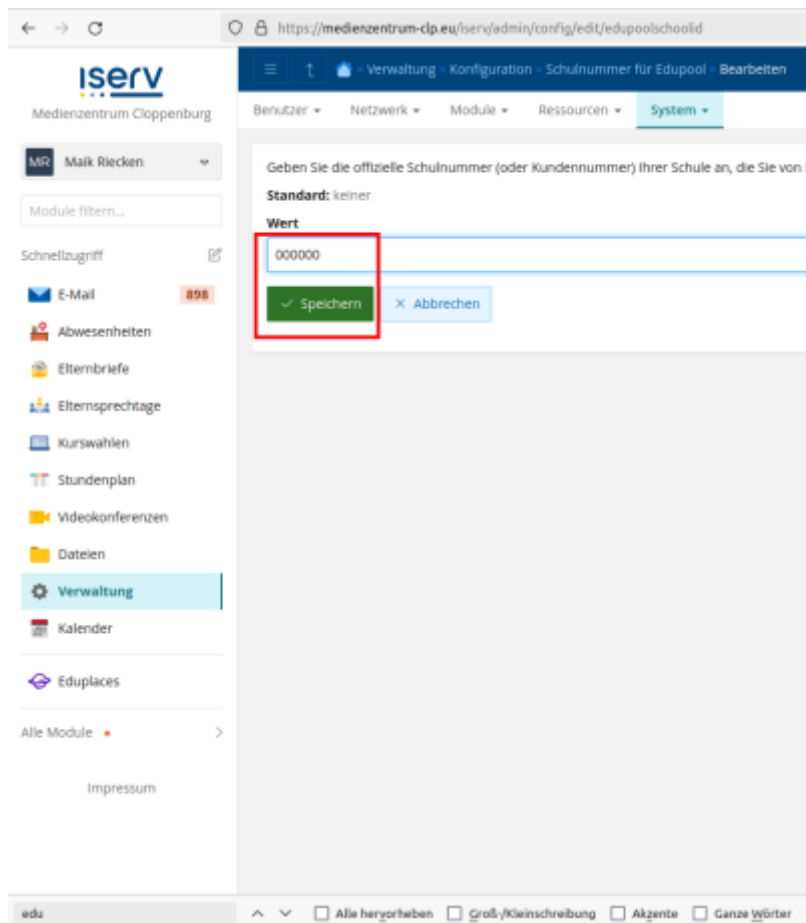 https://medienzentrum-clp.eu/iserv/admin/config/edit/edupoolschoolid
IServ
Medienzentrum Cloppenburg
MR Maik Riecken
Module filtern...
Schnellzugriff
E-Mail 898
Abwesenheiten
Elternbriefe
Elternsprechtage
Kurswahlen
Stundenplan
Videokonferenzen
Dateien
Verwaltung
Kalender
Eduplaces
Alle Module
Impressum
Verwaltung Konfiguration Schulnummer für Edupool Bearbeiten
Benutzer Netzwerk Module Ressourcen System
Geben Sie die offizielle Schulnummer (oder Kundennummer) Ihrer Schule an, die Sie von
Standard: keiner
Wert
000000
Speichern Abbrechen
edu Alle hervorheben Groß-/Kleinschreibung Akzente Ganze Wörter